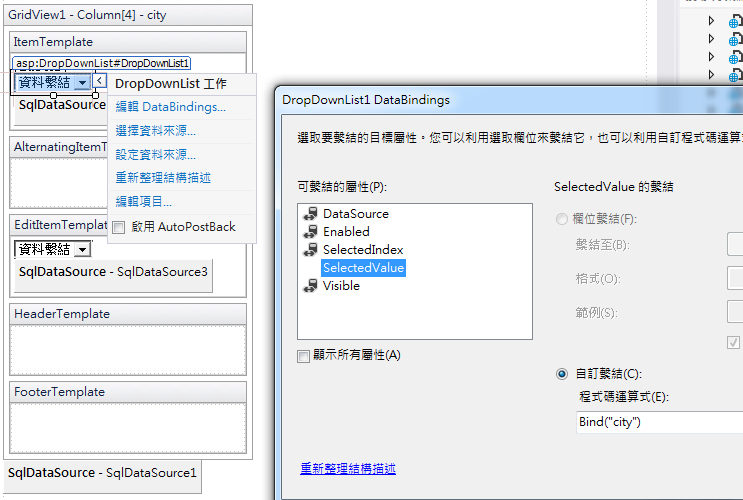 GridView1 - Column[4] - city
ItemTemplate
asp:DropDownList#DropDownList1
資料繫結
SqlDataSource
DropDownList 工作
編輯 DataBindings...
選擇資料來源...
設定資料來源...
重新整理結構描述
編輯項目...
啟用 AutoPostBack
AlternatingItemT
EditItemTemplat
資料繫結
SqlDataSource - SqlDataSource3
HeaderTemplate
FooterTemplate
SqlDataSource - SqlDataSource1
DropDownList1 DataBindings
選取要繫結的目標屬性。您可以利用選取欄位來繫結它，也可以利用自訂程式碼運算式
可繫結的屬性(P):
DataSource
Enabled
SelectedIndex
SelectedValue
Visible
顯示所有屬性(A)
重新整理結構描述
SelectedValue 的繫結
欄位繫結(F):
繫結至(B):
格式(O):
範例(S):
自訂繫結(C):
程式碼運算式(E):
Bind("city")